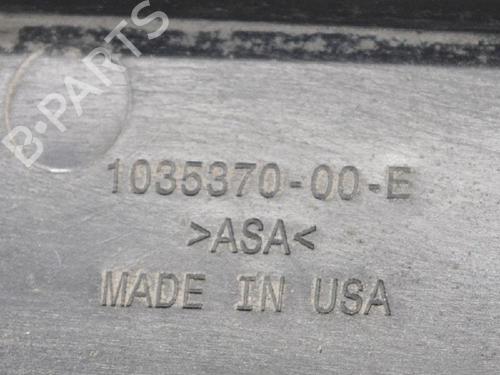 B-PARTS
1035370-00-E
>ASA<
MADE IN USA